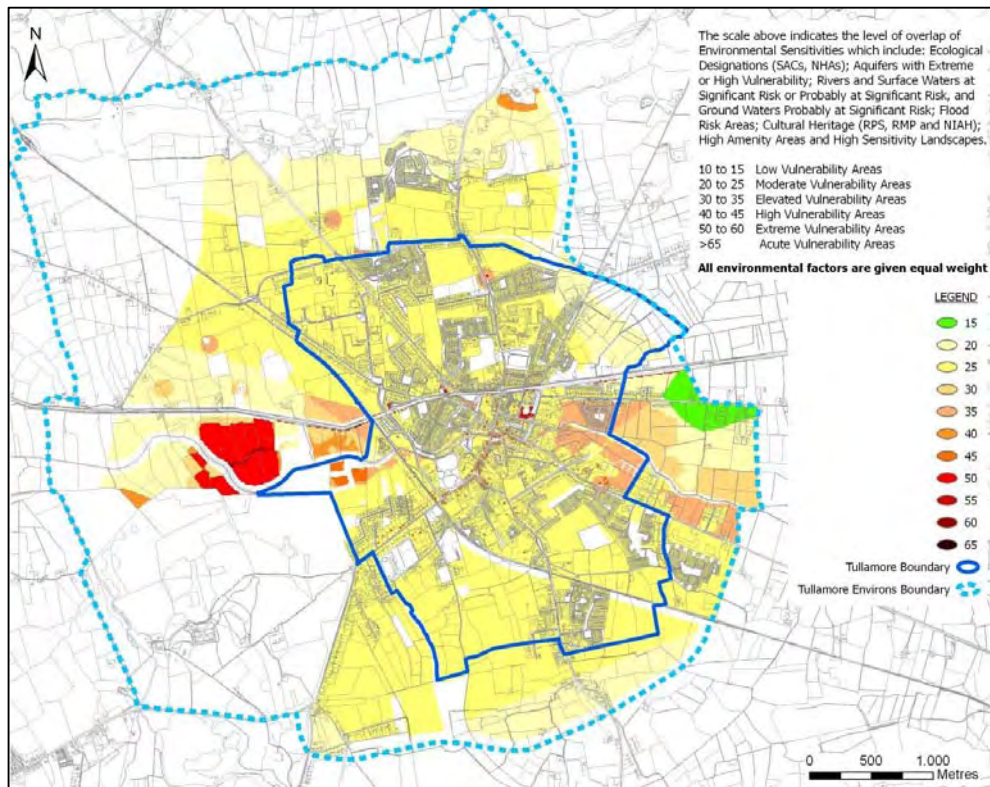 N
The scale above indicates the level of overlap of
Environmental Sensitivities which include: Ecological
Designations (SACs, NHAs); Aquifers with Extreme
or High Vulnerability; Rivers and Surface Waters at
Significant Risk or Probably at Significant Risk, and
Ground Waters Probably at Significant Risk; Flood
Risk Areas; Cultural Heritage (RPS, RMP and NIAH);
High Amenity Areas and High Sensitivity Landscapes.
10 to 15 Low Vulnerability Areas
20 to 25 Moderate Vulnerability Areas
30 to 35 Elevated Vulnerability Areas
40 to 45 High Vulnerability Areas
50 to 60 Extreme Vulnerability Areas
>65 Acute Vulnerability Areas
All environmental factors are given equal weight
LEGEND
15
20
25
30
35
40
45
50
55
60
65
Tullamore Boundary
Tullamore Environs Boundary
0 500 1.000
Metres